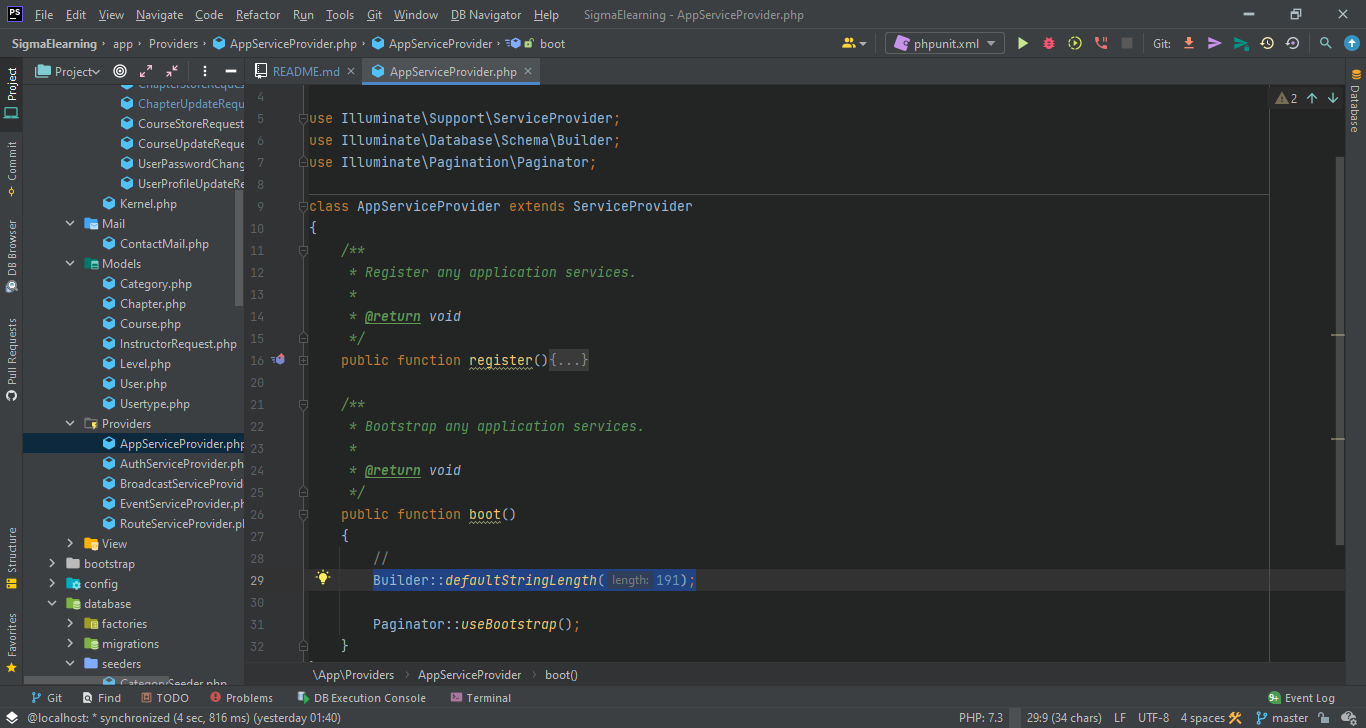 PS File Edit View Navigate Code Refactor Run Tools Git Window DB Navigator Help SigmaElearning - AppServiceProvider.php
SigmaElearning app Providers AppServiceProvider.php AppServiceProvider boot phpunit.xml Git:
Project README.md AppServiceProvider.php
Project
Commit
DB Browser
Pull Requests
Structure
Favorites
ChapterStoreReques
ChapterUpdateRequ
CourseStoreRequest
CourseUpdateReque
UserPasswordChang
UserProfileUpdateRe
Kernel.php
Mail
ContactMail.php
Models
Category.php
Chapter.php
Course.php
InstructorRequest.php
Level.php
User.php
Usertype.php
Providers
AppServiceProvider.php
AuthServiceProvider.ph
BroadcastServiceProvid
EventServiceProvider.ph
RouteServiceProvider.pl
View
bootstrap
config
database
factories
migrations
seeders
CategorySeeder.php
4
5 use Illuminate\Support\ServiceProvider;
6 use Illuminate\Database\Schema\Builder;
7 use Illuminate\Pagination\Paginator;
8
9 class AppServiceProvider extends ServiceProvider
10 {
11 /**
12 * Register any application services.
13 *
14 * @return void
15 */
16 public function register(){...}
20
21 /**
22 * Bootstrap any application services.
23 *
24 * @return void
25 */
26 public function boot()
27 {
28 //
29 Builder::defaultStringLength( length: 191);
30
31 Paginator::useBootstrap();
32 }
2
Database
\App\Providers AppServiceProvider boot()
Git Find TODO Problems DB Execution Console Terminal 9+ Event Log
@localhost: * synchronized (4 sec, 816 ms) (yesterday 01:40) PHP: 7.3 29:9 (34 chars) LF UTF-8 4 spaces master